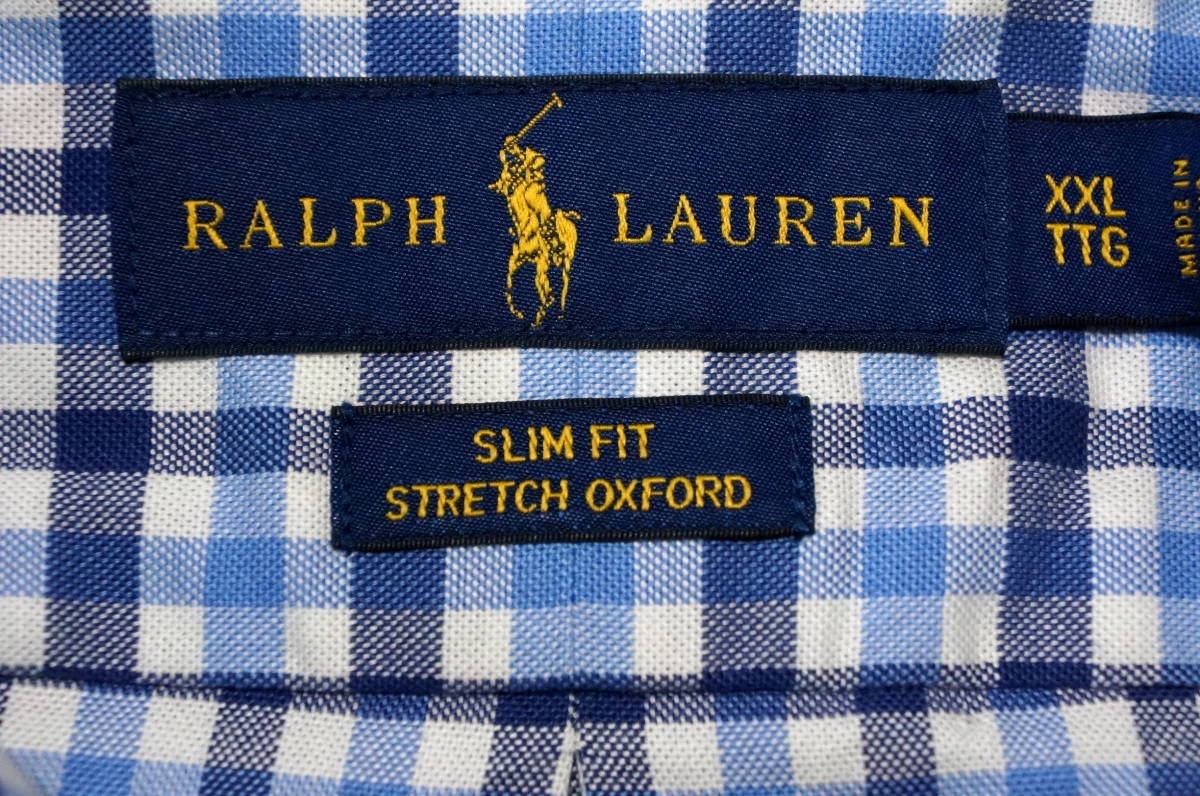 RALPH LAUREN
XXL
TTG
MADE IN
SLIM FIT
STRETCH OXFORD